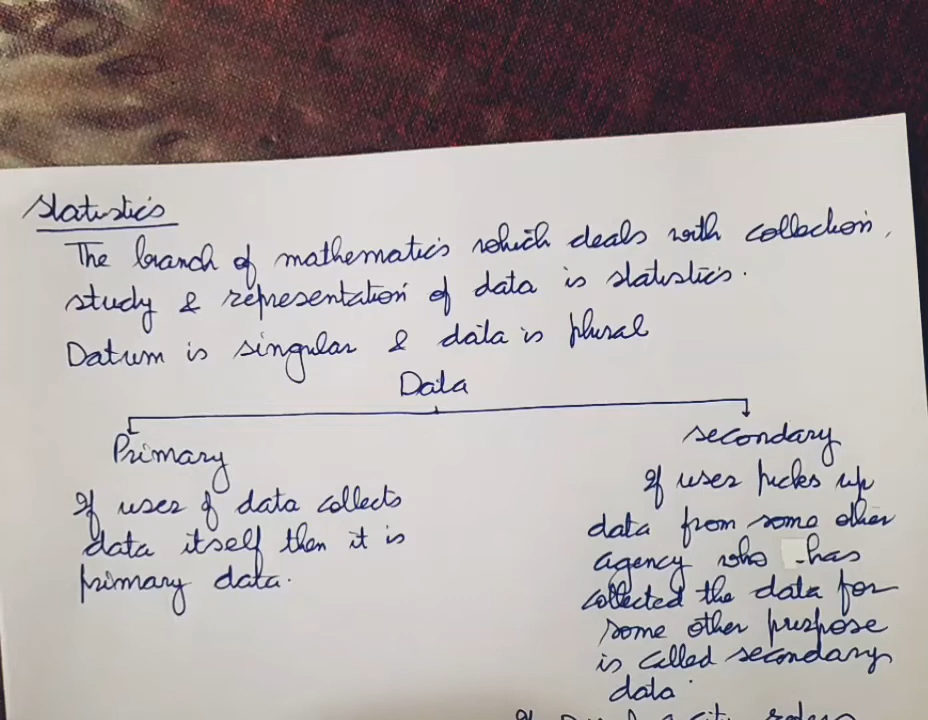 Statistics
The branch of mathematics which deals with collection,
study & representation of data is statistics.
Datum is singular & data is plural
Data
Primary
If user of data collects
data itself then it is
primary data.
secondary
If user picks up
data from some other
agency who has
collected the data for
some other purpose
is called secondary
data.